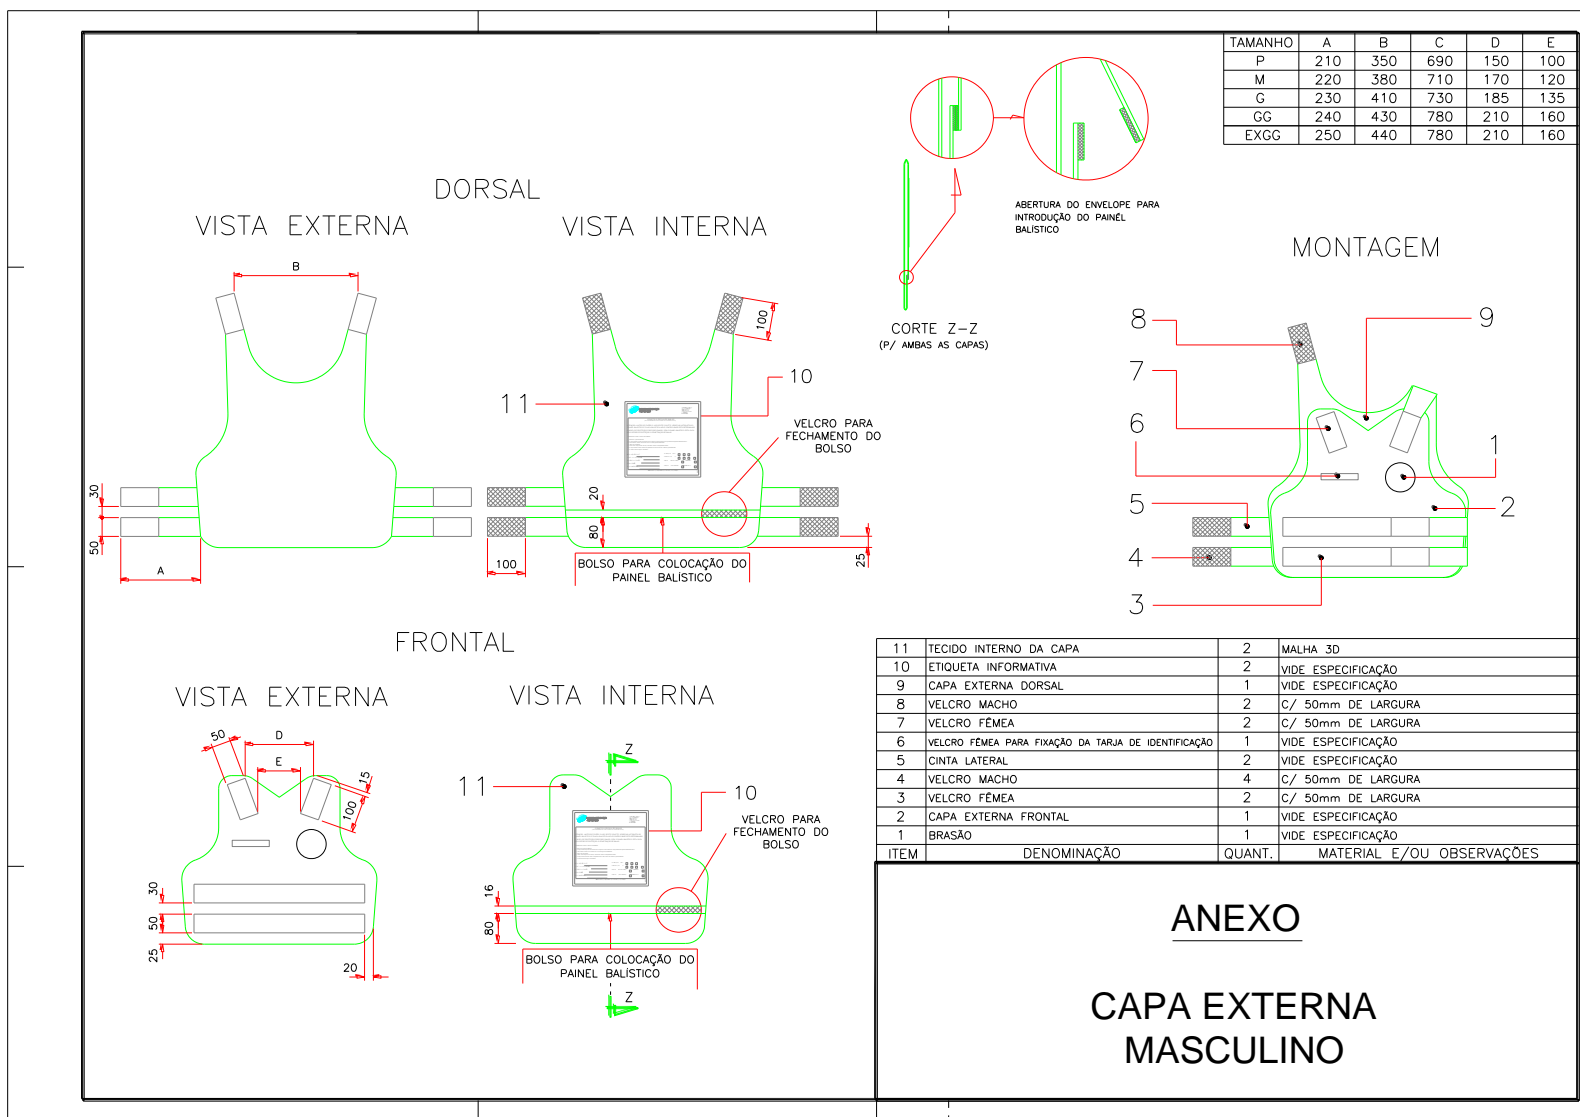 TAMANHO A B C D E
P 210 350 690 150 100
M 220 380 710 170 120
G 230 410 730 185 135
GG 240 430 780 210 160
EXGG 250 440 780 210 160
DORSAL
VISTA EXTERNA
VISTA INTERNA
B
100
10
11
VELCRO PARA
FECHAMENTO DO
BOLSO
30
50
A
20
80
100
25
BOLSO PARA COLOCAÇÃO DO
PAINEL BALÍSTICO
ABERTURA DO ENVELOPE PARA
INTRODUÇÃO DO PAINÉL
BALÍSTICO
CORTE Z-Z
(P/ AMBAS AS CAPAS)
MONTAGEM
8
9
7
6
1
5
2
4
3
FRONTAL
VISTA EXTERNA
VISTA INTERNA
50
D
E
15
100
30
50
25
20
Z
11
10
VELCRO PARA
FECHAMENTO DO
BOLSO
16
80
BOLSO PARA COLOCAÇÃO DO
PAINEL BALÍSTICO
Z
11 TECIDO INTERNO DA CAPA 2 MALHA 3D
10 ETIQUETA INFORMATIVA 2 VIDE ESPECIFICAÇÃO
9 CAPA EXTERNA DORSAL 1 VIDE ESPECIFICAÇÃO
8 VELCRO MACHO 2 C/ 50mm DE LARGURA
7 VELCRO FÊMEA 2 C/ 50mm DE LARGURA
6 VELCRO FÊMEA PARA FIXAÇÃO DA TARJA DE IDENTIFICAÇÃO 1 VIDE ESPECIFICAÇÃO
5 CINTA LATERAL 2 VIDE ESPECIFICAÇÃO
4 VELCRO MACHO 4 C/ 50mm DE LARGURA
3 VELCRO FÊMEA 2 C/ 50mm DE LARGURA
2 CAPA EXTERNA FRONTAL 1 VIDE ESPECIFICAÇÃO
1 BRASÃO 1 VIDE ESPECIFICAÇÃO
ITEM DENOMINAÇÃO QUANT. MATERIAL E/OU OBSERVAÇÕES
ANEXO
CAPA EXTERNA
MASCULINO